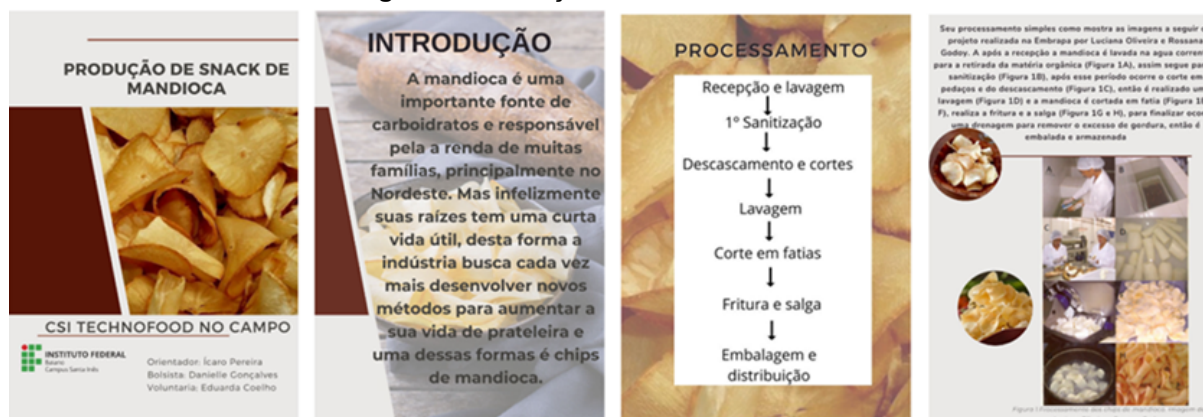 PRODUÇÃO DE SNACK DE
MANDIOCA
CSI TECHNOFOOD NO CAMPO
INSTITUTO FEDERAL
Baiano
Campus Santa Inês
Orientador: Ícaro Pereira
Bolsista: Danielle Gonçalves
Voluntaria: Eduarda Coelho
INTRODUÇÃO
A mandioca é uma
importante fonte de
carboidratos e responsável
pela a renda de muitas
famílias, principalmente no
Nordeste. Mas infelizmente
suas raízes tem uma curta
vida útil, desta forma a
indústria busca cada vez
mais desenvolver novos
métodos para aumentar a
sua vida de prateleira e
uma dessas formas é chips
de mandioca.
PROCESSAMENTO
Recepção e lavagem
1º Sanitização
Descascamento e cortes
Lavagem
Corte em fatias
Fritura e salga
Embalagem e
distribuição
Seu processamento simples como mostra as imagens a seguir
projeto realizada na Embrapa por Luciana Oliveira e Rossana
Godoy. A após a recepção a mandioca é lavada na agua
para a retirada da matéria orgânica (Figura 1A), assim segue
sanitização (Figura 1B), após esse período ocorre o corte em
pedaços e do descascamento (Figura 1C), então é realizado
lavagem (Figura 1D) e a mandioca é cortada em fatia (Figura
F), realiza a fritura e a salga (Figura 1G e H), para finalizar
uma drenagem para remover o excesso de gordura, então é
embalada e armazenada
A
B
C
D